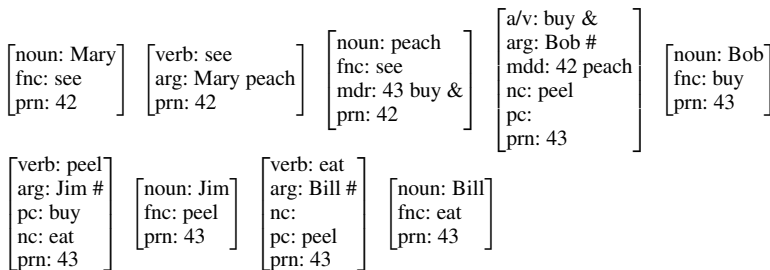 noun: Mary
fnc: see
prn: 42
verb: see
arg: Mary peach
prn: 42
noun: peach
fnc: see
mdr: 43 buy &
prn: 42
a/v: buy &
arg: Bob #
mdd: 42 peach
nc: peel
pc:
prn: 43
noun: Bob
fnc: buy
prn: 43
verb: peel
arg: Jim #
pc: buy
nc: eat
prn: 43
noun: Jim
fnc: peel
prn: 43
verb: eat
arg: Bill #
nc:
pc: peel
prn: 43
noun: Bill
fnc: eat
prn: 43